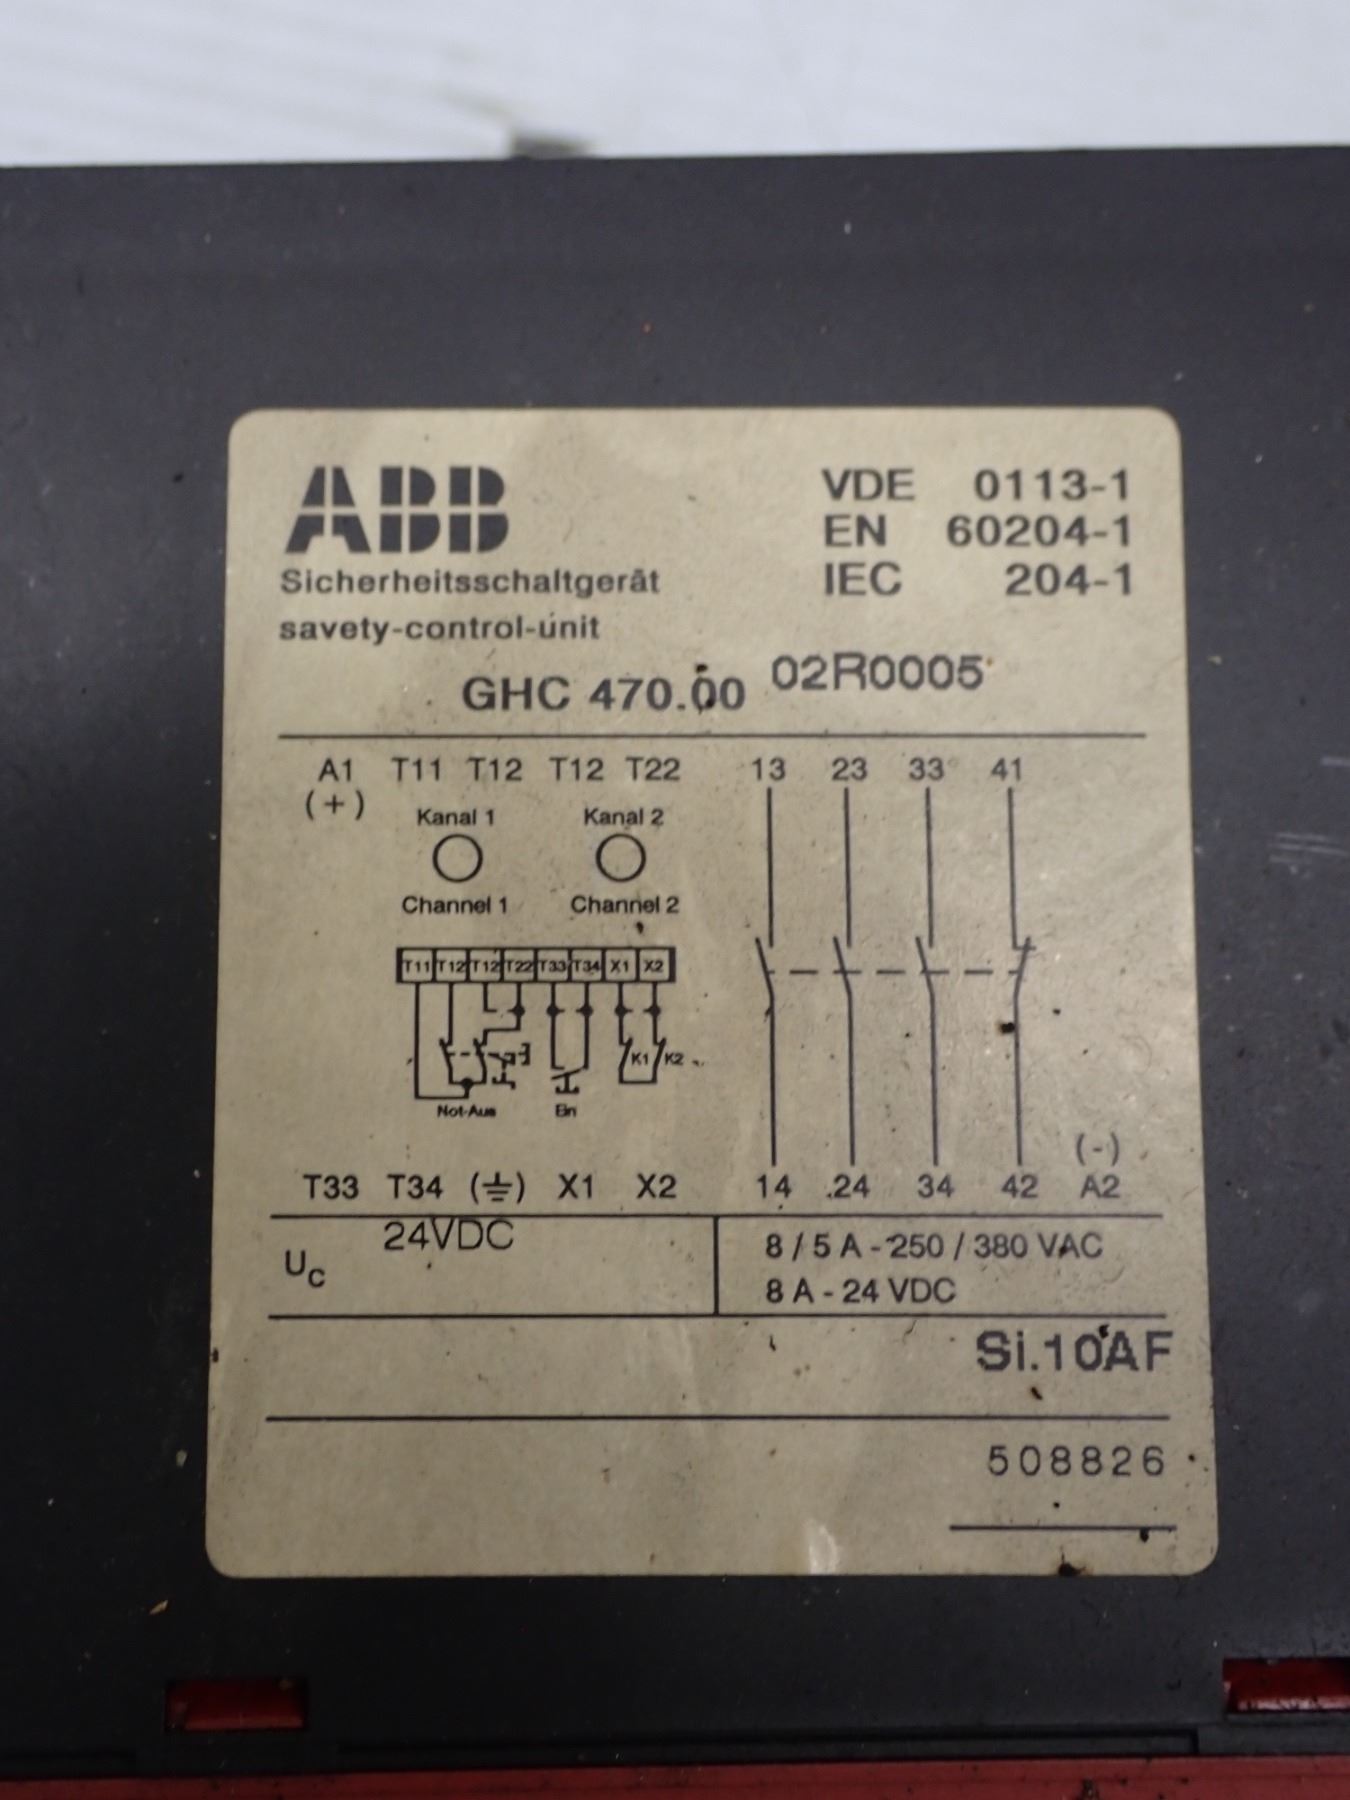 ABB
VDE 0113-1
EN 60204-1
IEC 204-1
Sicherheitsschaltgerät
savety-control-unit
GHC 470.00 02R0005
A1 T11 T12 T12 T22 13 23 33 41
(+)
Kanal 1 Kanal 2
Channel 1 Channel 2
T11 T12 T12 T22 T33 T34 X1 X2
K1 K2
Not-Aus Ein
(-)
T33 T34 (⏚) X1 X2 14 24 34 42 A2
24VDC
Uc
8 / 5 A - 250 / 380 VAC
8 A - 24 VDC
Si.10AF
508826